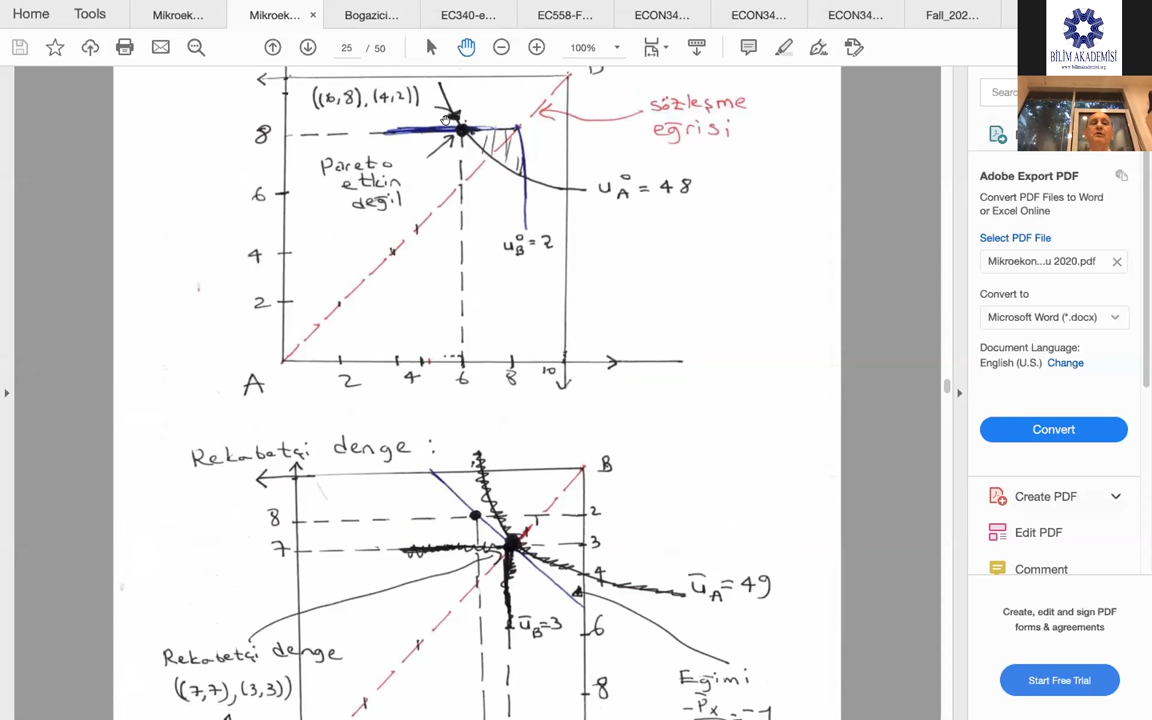 Home
Tools
Mikroek...
Mikroek...
×
Bogazici...
EC340-e...
EC558-F...
ECON34...
ECON34...
ECON34...
Fall_202...
25 / 50
100%
BİLİM AKADEMİSİ
www.bilimakademisi.org
((6,8), (4,2))
sözleşme
eğrisi
8
Pareto
etkin
değil
6
u°A = 48
u°B = 2
4
2
A
2
4
6
8
10
Rekabetçi denge :
B
8
2
7
3
4
ūA = 49
ūB = 3
6
Rekabetçi denge
((7,7), (3,3))
8
Eğimi
Adobe Export PDF
Convert PDF Files to Word
or Excel Online
Select PDF File
Mikroekon...u 2020.pdf
Convert to
Microsoft Word (*.docx)
Document Language:
English (U.S.) Change
Convert
Create PDF
Edit PDF
Comment
Create, edit and sign PDF
forms & agreements
Start Free Trial